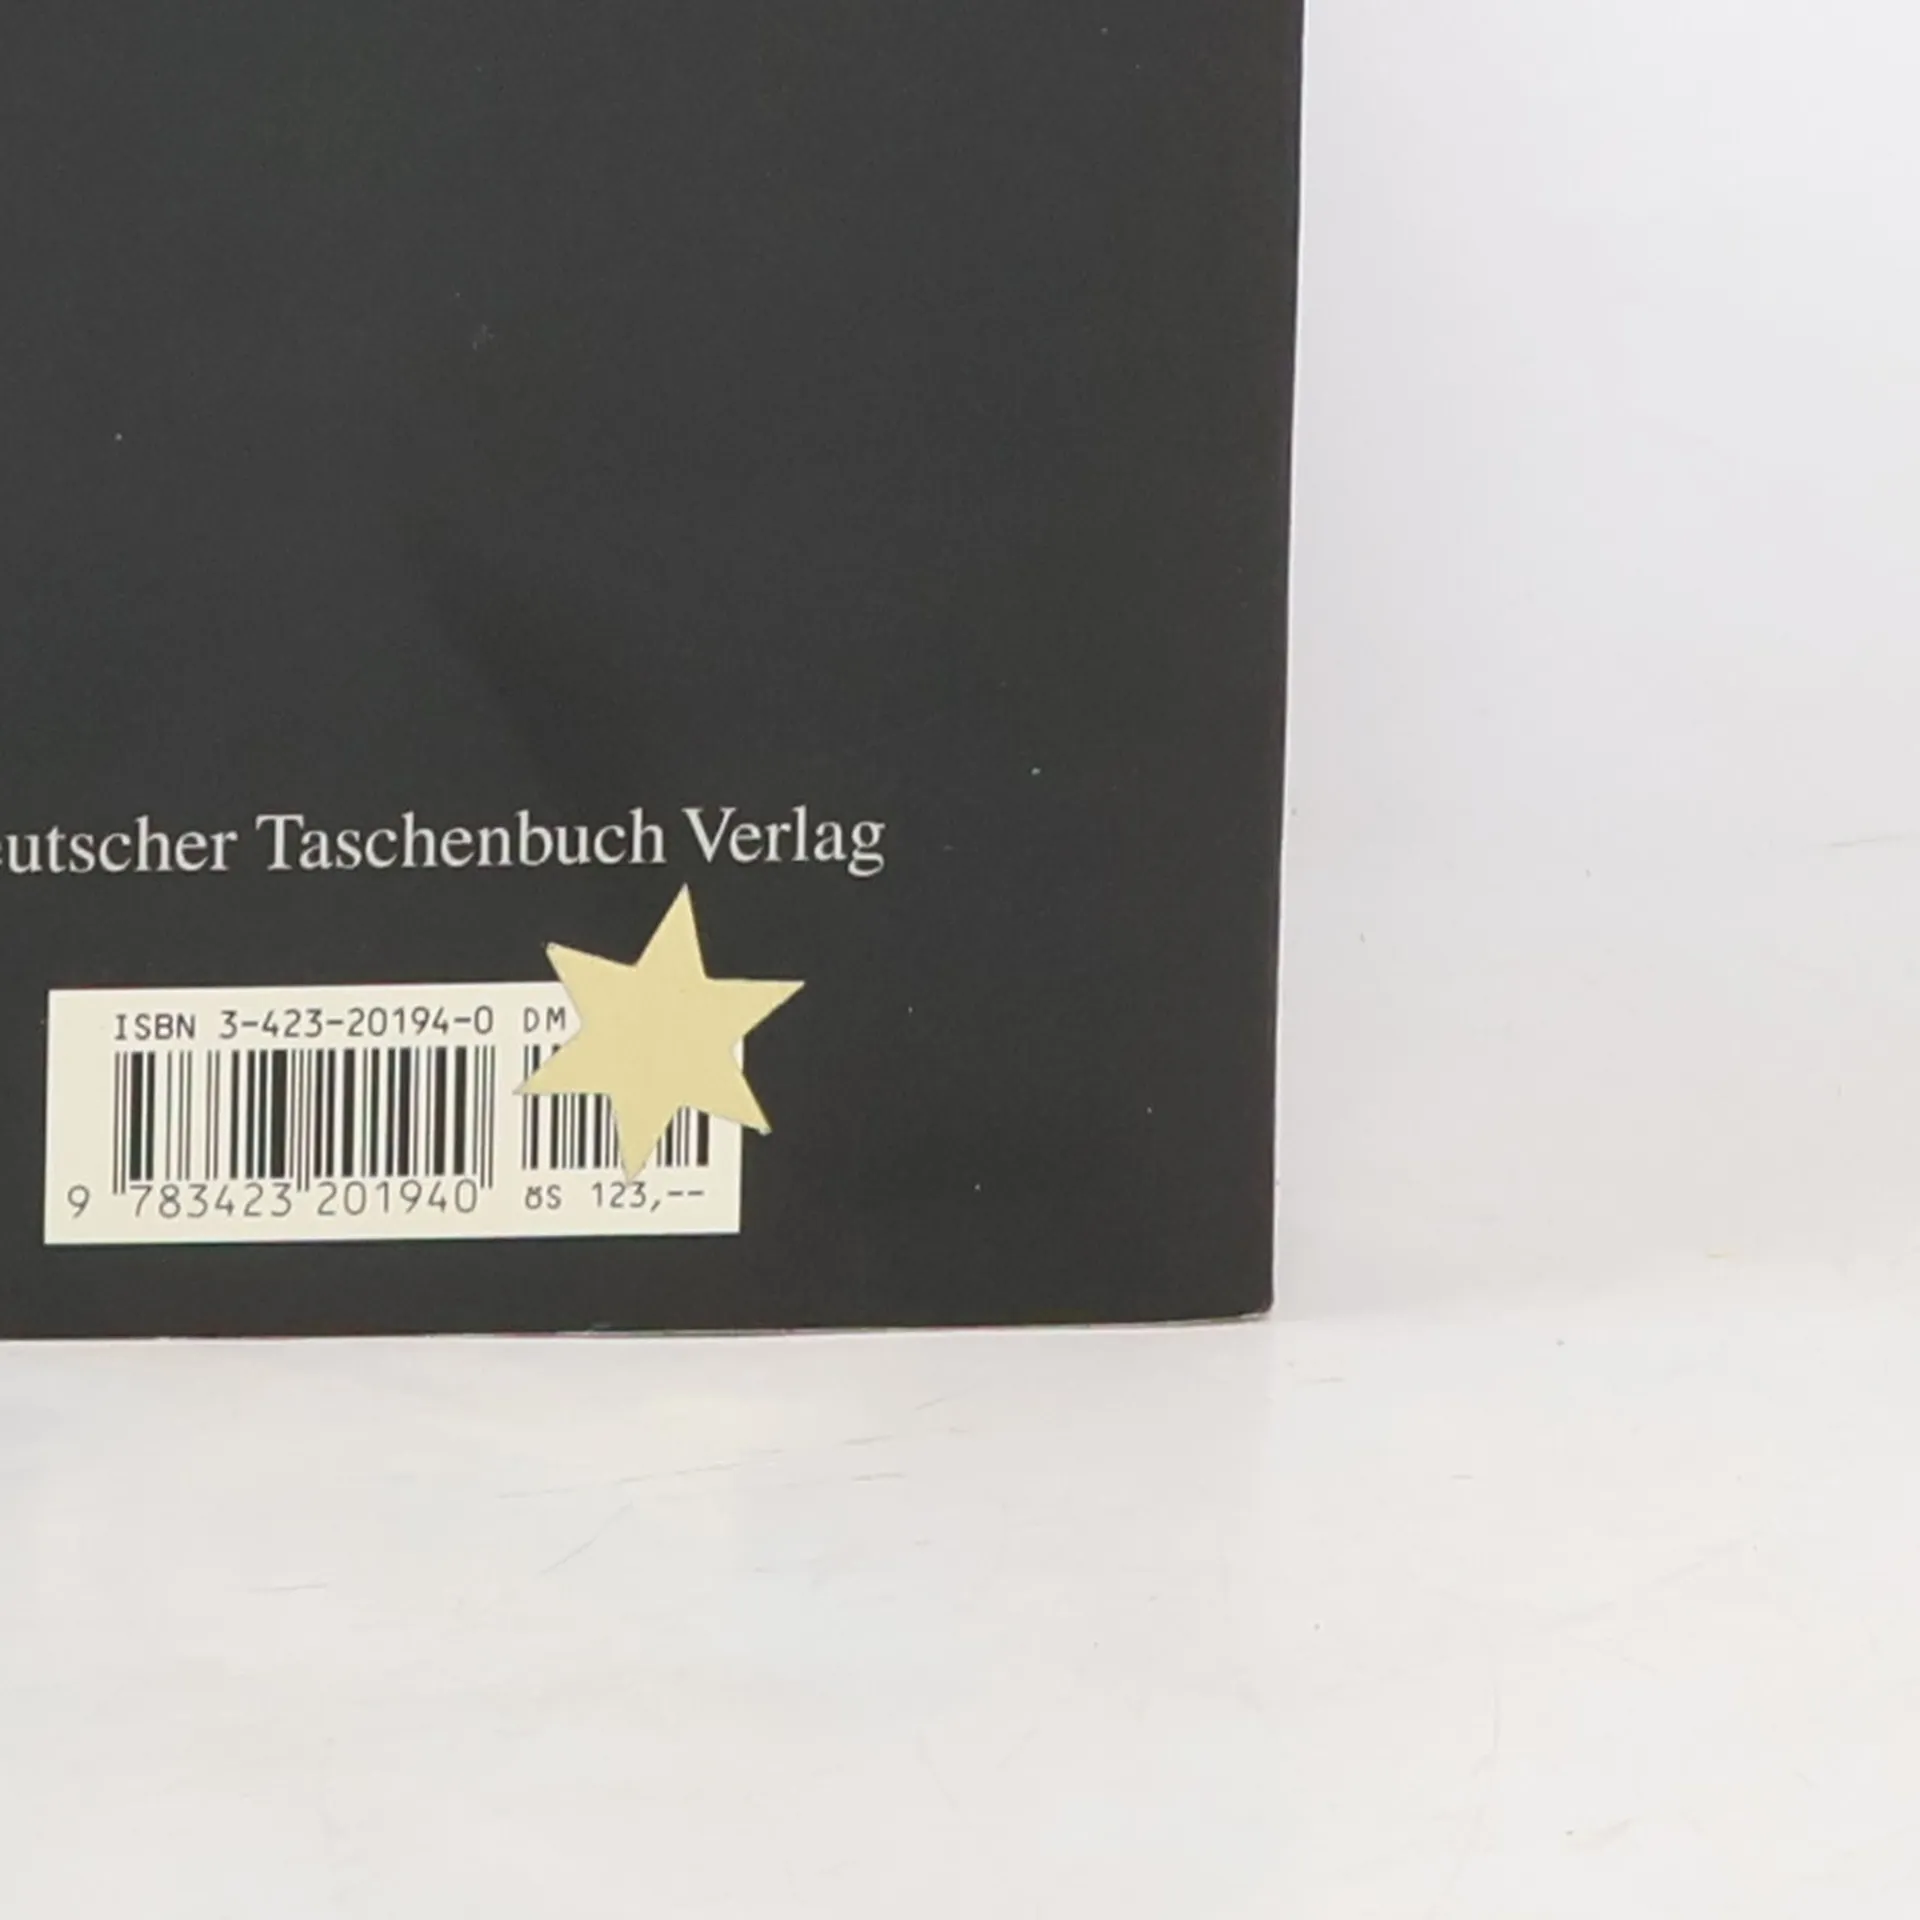 eutscher Taschenbuch Verlag
ISBN 3-423-20194-0 DM
9 783423 201940 öS 123,--